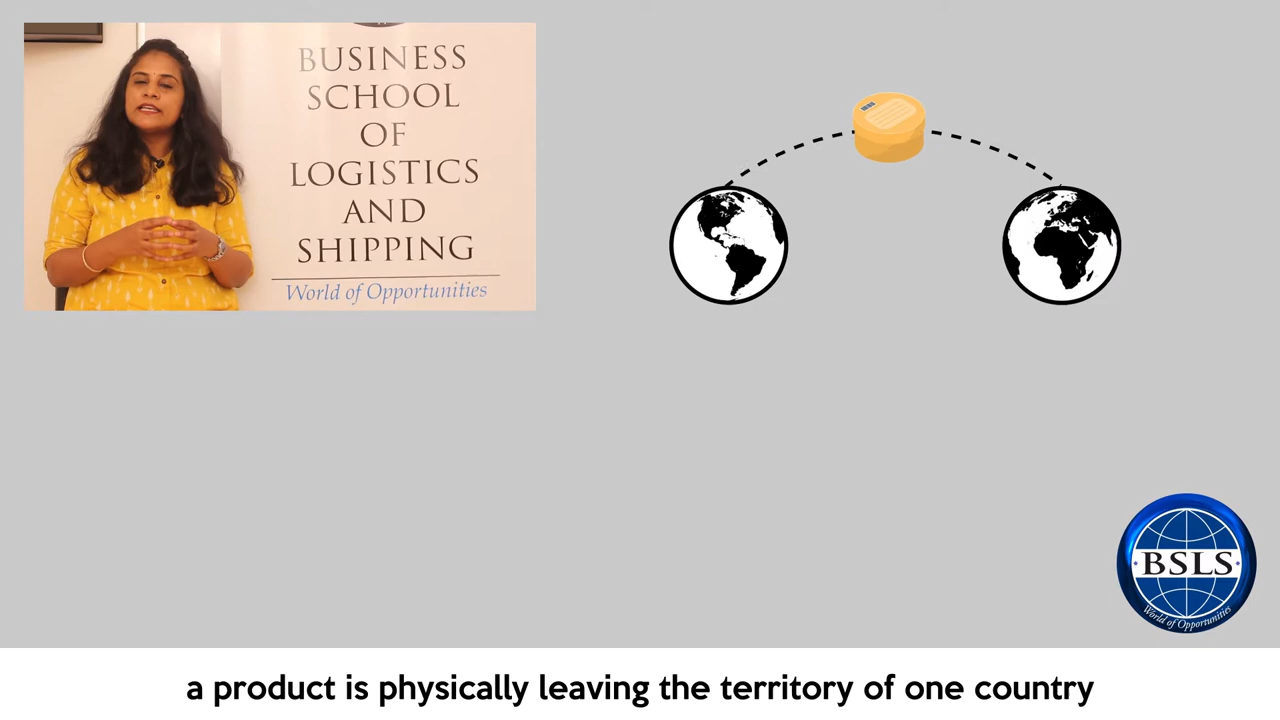 BUSINESS
SCHOOL
OF
LOGISTICS
AND
SHIPPING
World of Opportunities
BSLS
World of Opportunities
a product is physically leaving the territory of one country